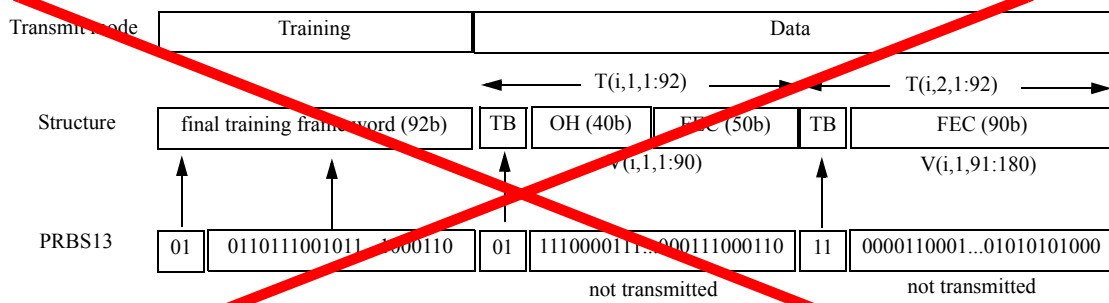 Transmit mode Training Data
T(i,1,1:92) T(i,2,1:92)
Structure final training frame word (92b) TB OH (40b) FEC (50b) TB FEC (90b)
V(i,1,1:90) V(i,1,91:180)
PRBS13 01 0110111001011...1000110 01 1110000111...000111000110 11 0000110001...01010101000
not transmitted not transmitted